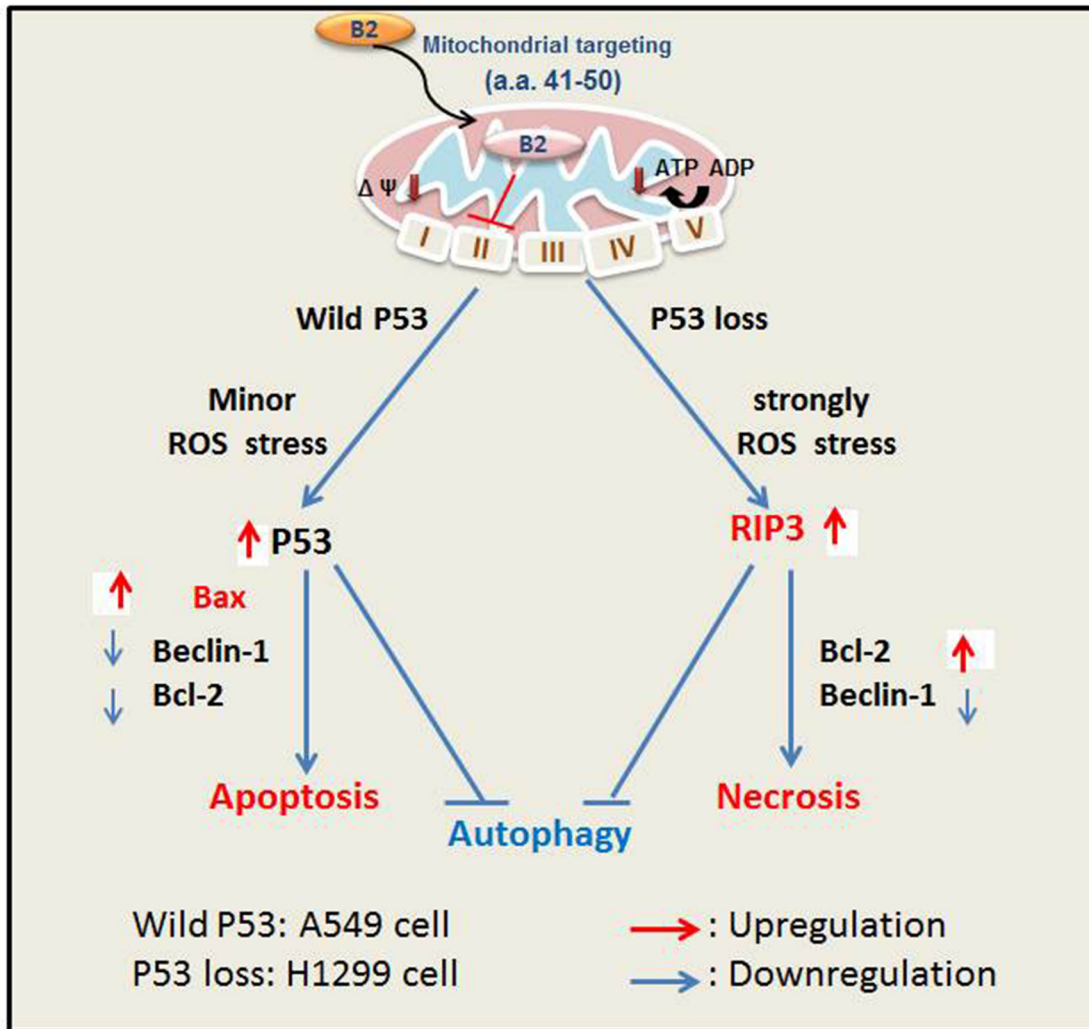 B2
Mitochondrial targeting
(a.a. 41-50)
B2
Δ Ψ
ATP ADP
I II III IV V
Wild P53
P53 loss
Minor
ROS stress
strongly
ROS stress
P53
RIP3
Bax
Beclin-1
Bcl-2
Bcl-2
Beclin-1
Apoptosis
Necrosis
Autophagy
Wild P53: A549 cell
: Upregulation
P53 loss: H1299 cell
: Downregulation